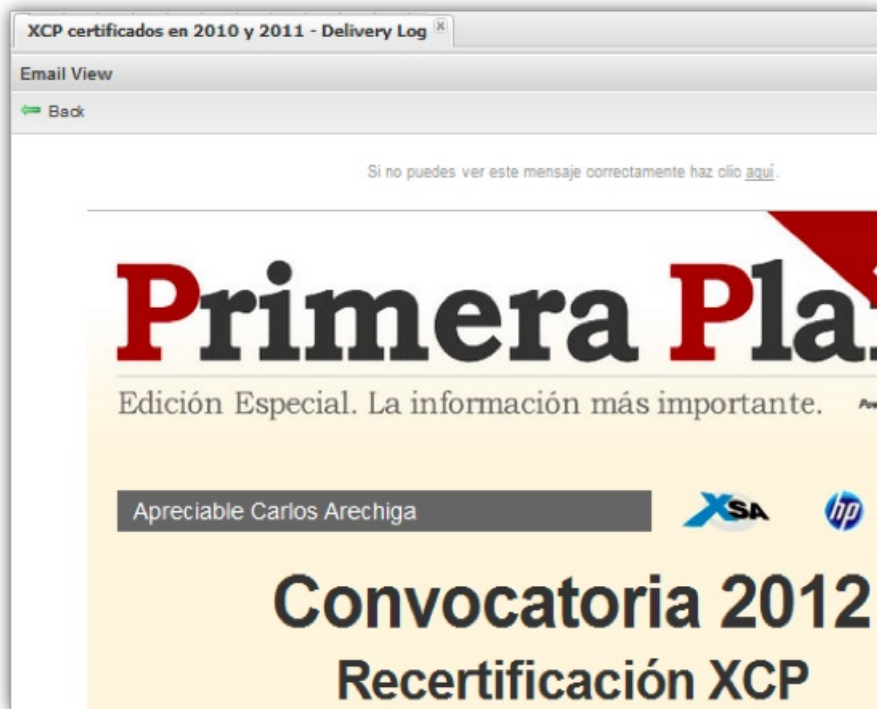 XCP certificados en 2010 y 2011 - Delivery Log
Email View
Back
Si no puedes ver este mensaje correctamente haz clic aquí.
Primera Pla
Edición Especial. La información más importante.
Apreciable Carlos Arechiga
XSA hp
Convocatoria 2012
Recertificación XCP